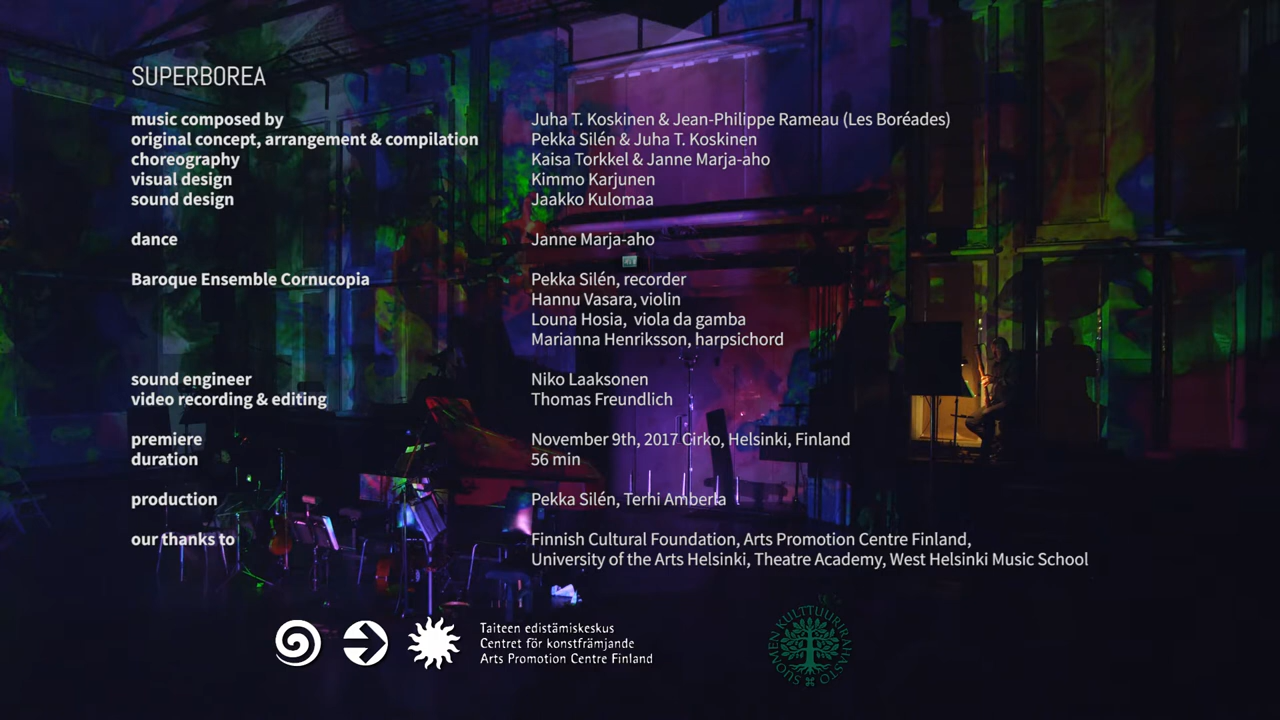 SUPERBOREA
music composed by Juha T. Koskinen & Jean-Philippe Rameau (Les Boréades)
original concept, arrangement & compilation Pekka Silén & Juha T. Koskinen
choreography Kaisa Torkkel & Janne Marja-aho
visual design Kimmo Karjunen
sound design Jaakko Kulomaa
dance Janne Marja-aho
Baroque Ensemble Cornucopia Pekka Silén, recorder
Hannu Vasara, violin
Louna Hosia, viola da gamba
Marianna Henriksson, harpsichord
sound engineer Niko Laaksonen
video recording & editing Thomas Freundlich
premiere November 9th, 2017 Cirko, Helsinki, Finland
duration 56 min
production Pekka Silén, Terhi Amberla
our thanks to Finnish Cultural Foundation, Arts Promotion Centre Finland,
University of the Arts Helsinki, Theatre Academy, West Helsinki Music School
Taiteen edistämiskeskus
Centret för konstfrämjande
Arts Promotion Centre Finland
SUOMEN KULTTUURIRAHASTO